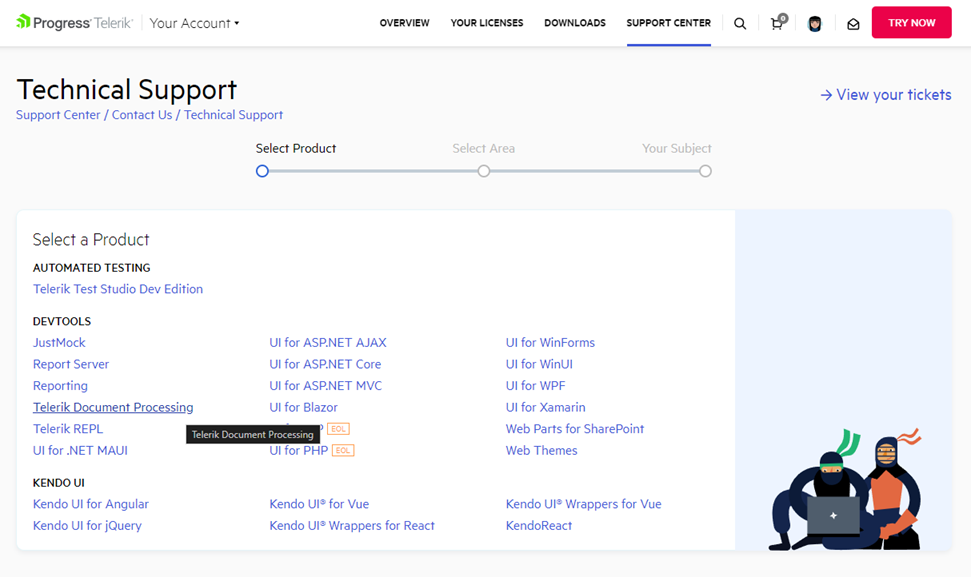 Progress Telerik Your Account OVERVIEW YOUR LICENSES DOWNLOADS SUPPORT CENTER 0 TRY NOW
Technical Support
→ View your tickets
Support Center / Contact Us / Technical Support
Select Product Select Area Your Subject
Select a Product
AUTOMATED TESTING
Telerik Test Studio Dev Edition
DEVTOOLS
JustMock UI for ASP.NET AJAX UI for WinForms
Report Server UI for ASP.NET Core UI for WinUI
Reporting UI for ASP.NET MVC UI for WPF
Telerik Document Processing UI for Blazor UI for Xamarin
Telerik REPL EOL Web Parts for SharePoint
Telerik Document Processing
UI for .NET MAUI UI for PHP EOL Web Themes
KENDO UI
Kendo UI for Angular Kendo UI® for Vue Kendo UI® Wrappers for Vue
Kendo UI for jQuery Kendo UI® Wrappers for React KendoReact